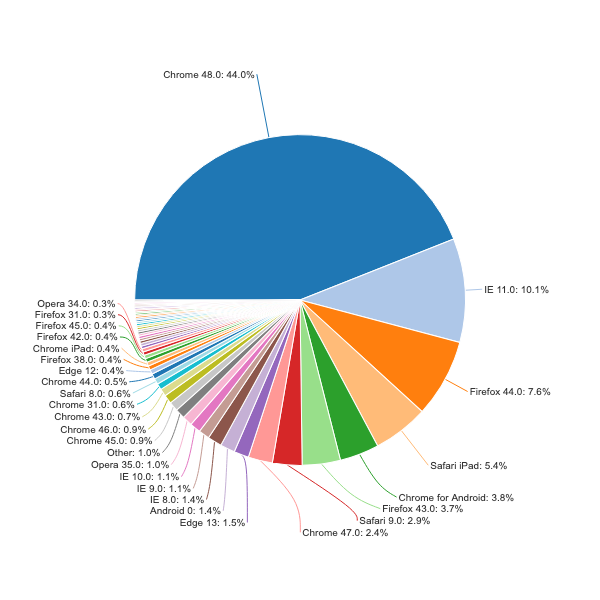 Chrome 48.0: 44.0%
IE 11.0: 10.1%
Firefox 44.0: 7.6%
Safari iPad: 5.4%
Chrome for Android: 3.8%
Firefox 43.0: 3.7%
Safari 9.0: 2.9%
Chrome 47.0: 2.4%
Edge 13: 1.5%
Android 0: 1.4%
IE 8.0: 1.4%
IE 9.0: 1.1%
IE 10.0: 1.1%
Opera 35.0: 1.0%
Other: 1.0%
Chrome 45.0: 0.9%
Chrome 46.0: 0.9%
Chrome 43.0: 0.7%
Chrome 31.0: 0.6%
Safari 8.0: 0.6%
Chrome 44.0: 0.5%
Edge 12: 0.4%
Firefox 38.0: 0.4%
Chrome iPad: 0.4%
Firefox 42.0: 0.4%
Firefox 45.0: 0.4%
Firefox 31.0: 0.3%
Opera 34.0: 0.3%